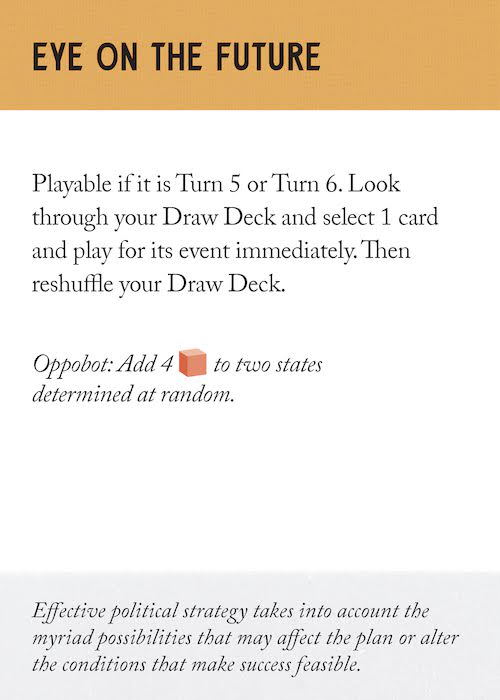 EYE ON THE FUTURE
Playable if it is Turn 5 or Turn 6. Look
through your Draw Deck and select 1 card
and play for its event immediately. Then
reshuffle your Draw Deck.
Oppobot: Add 4 to two states
determined at random.
Effective political strategy takes into account the
myriad possibilities that may affect the plan or alter
the conditions that make success feasible.